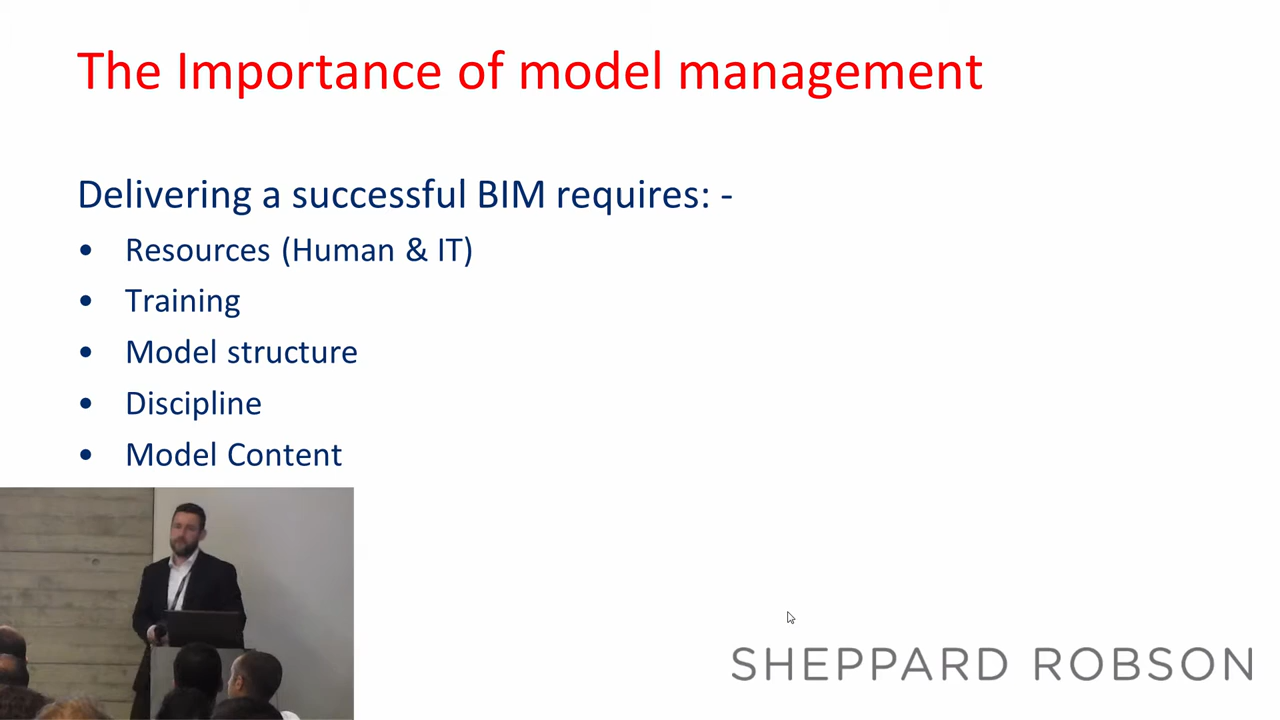 The Importance of model management
Delivering a successful BIM requires: -
• Resources (Human & IT)
• Training
• Model structure
• Discipline
• Model Content
SHEPPARD ROBSON